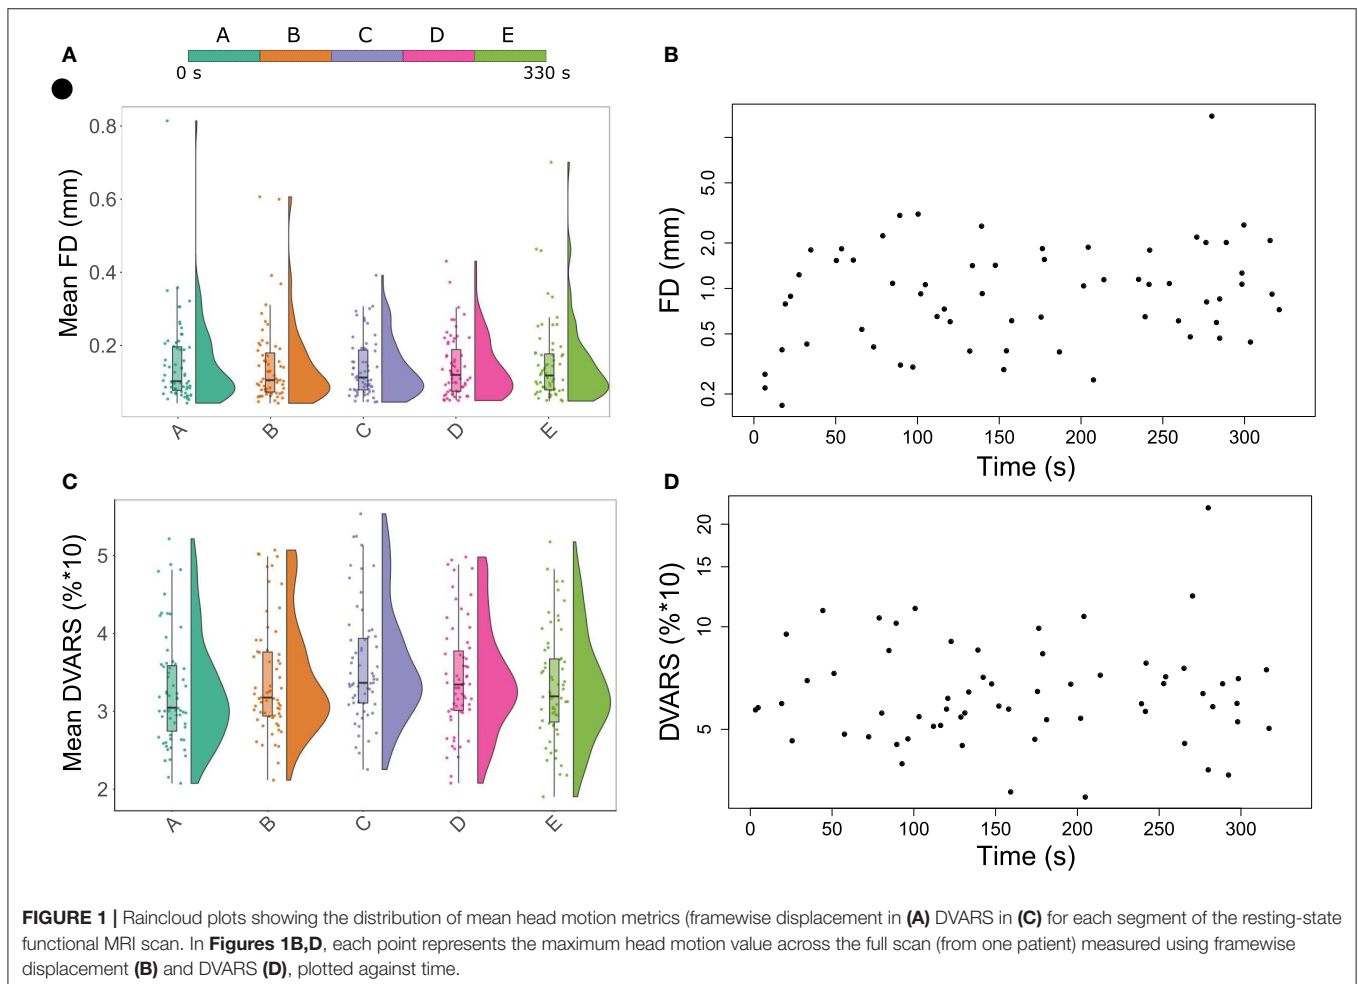 A
A B C D E
0 s 330 s
Mean FD (mm)
0.8
0.6
0.4
0.2
A B C D E
B
FD (mm)
5.0
2.0
1.0
0.5
0.2
0 50 100 150 200 250 300
Time (s)
C
Mean DVARS (%*10)
5
4
3
2
A B C D E
D
DVARS (%*10)
20
15
10
5
0 50 100 150 200 250 300
Time (s)
FIGURE 1 | Raincloud plots showing the distribution of mean head motion metrics (framewise displacement in (A) DVARS in (C) for each segment of the resting-state
functional MRI scan. In Figures 1B,D, each point represents the maximum head motion value across the full scan (from one patient) measured using framewise
displacement (B) and DVARS (D), plotted against time.